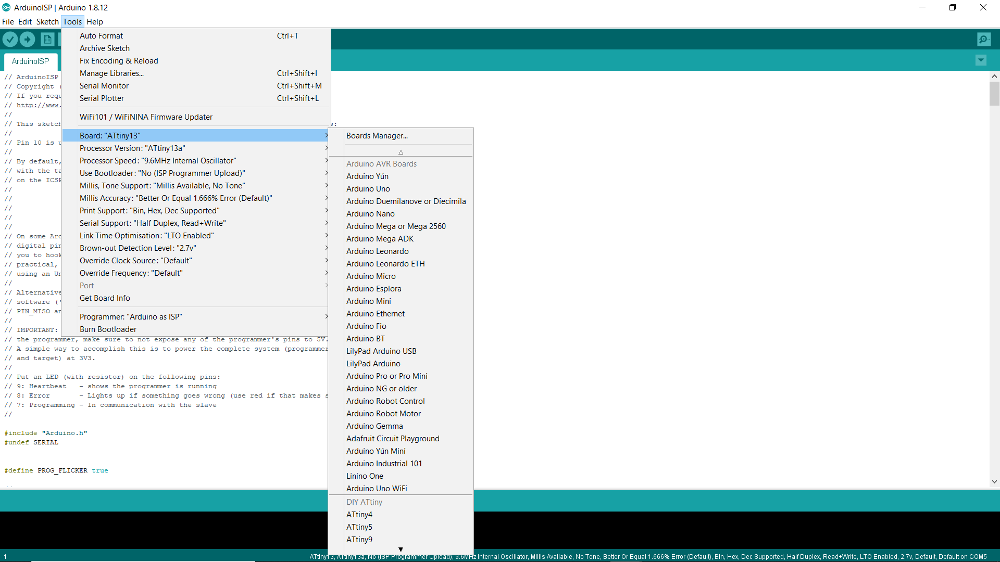 ArduinoISP | Arduino 1.8.12
File Edit Sketch Tools Help
Auto Format Ctrl+T
Archive Sketch
Fix Encoding & Reload
Manage Libraries... Ctrl+Shift+I
Serial Monitor Ctrl+Shift+M
Serial Plotter Ctrl+Shift+L
WiFi101 / WiFiNINA Firmware Updater
Board: "ATtiny13"
Processor Version: "ATtiny13a"
Processor Speed: "9.6MHz Internal Oscillator"
Use Bootloader: "No (ISP Programmer Upload)"
Millis, Tone Support: "Millis Available, No Tone"
Millis Accuracy: "Better Or Equal 1.666% Error (Default)"
Print Support: "Bin, Hex, Dec Supported"
Serial Support: "Half Duplex, Read+Write"
Link Time Optimisation: "LTO Enabled"
Brown-out Detection Level: "2.7v"
Override Clock Source: "Default"
Override Frequency: "Default"
Port
Get Board Info
Programmer: "Arduino as ISP"
Burn Bootloader
Boards Manager...
Arduino AVR Boards
Arduino Yún
Arduino Uno
Arduino Duemilanove or Diecimila
Arduino Nano
Arduino Mega or Mega 2560
Arduino Mega ADK
Arduino Leonardo
Arduino Leonardo ETH
Arduino Micro
Arduino Esplora
Arduino Mini
Arduino Ethernet
Arduino Fio
Arduino BT
LilyPad Arduino USB
LilyPad Arduino
Arduino Pro or Pro Mini
Arduino NG or older
Arduino Robot Control
Arduino Robot Motor
Arduino Gemma
Adafruit Circuit Playground
Arduino Yún Mini
Arduino Industrial 101
Linino One
Arduino Uno WiFi
DIY ATtiny
ATtiny4
ATtiny5
ATtiny9
ArduinoISP
// ArduinoISP
// Copyright (
// If you requ
// http://www.
//
// This sketch s:
//
// Pin 10 is u
//
// By default,
// with the ta
// on the ICSP
//
//
//
//
//
// On some Ard
// digital pin
// you to hook
// practical,
// using an Un
//
// Alternative
// software ('
// PIN_MISO an
//
// IMPORTANT:
// the programmer, make sure to not expose any of the programmer's pins to 5V.
// A simple way to accomplish this is to power the complete system (programmer
// and target) at 3V3.
//
// Put an LED (with resistor) on the following pins:
// 9: Heartbeat - shows the programmer is running
// 8: Error - Lights up if something goes wrong (use red if that makes s
// 7: Programming - In communication with the slave
//
#include "Arduino.h"
#undef SERIAL
#define PROG_FLICKER true
1 ATtiny13, ATtiny13a, No (ISP Programmer Upload), 9.6MHz Internal Oscillator, Millis Available, No Tone, Better Or Equal 1.666% Error (Default), Bin, Hex, Dec Supported, Half Duplex, Read+Write, LTO Enabled, 2.7v, Default, Default on COM5